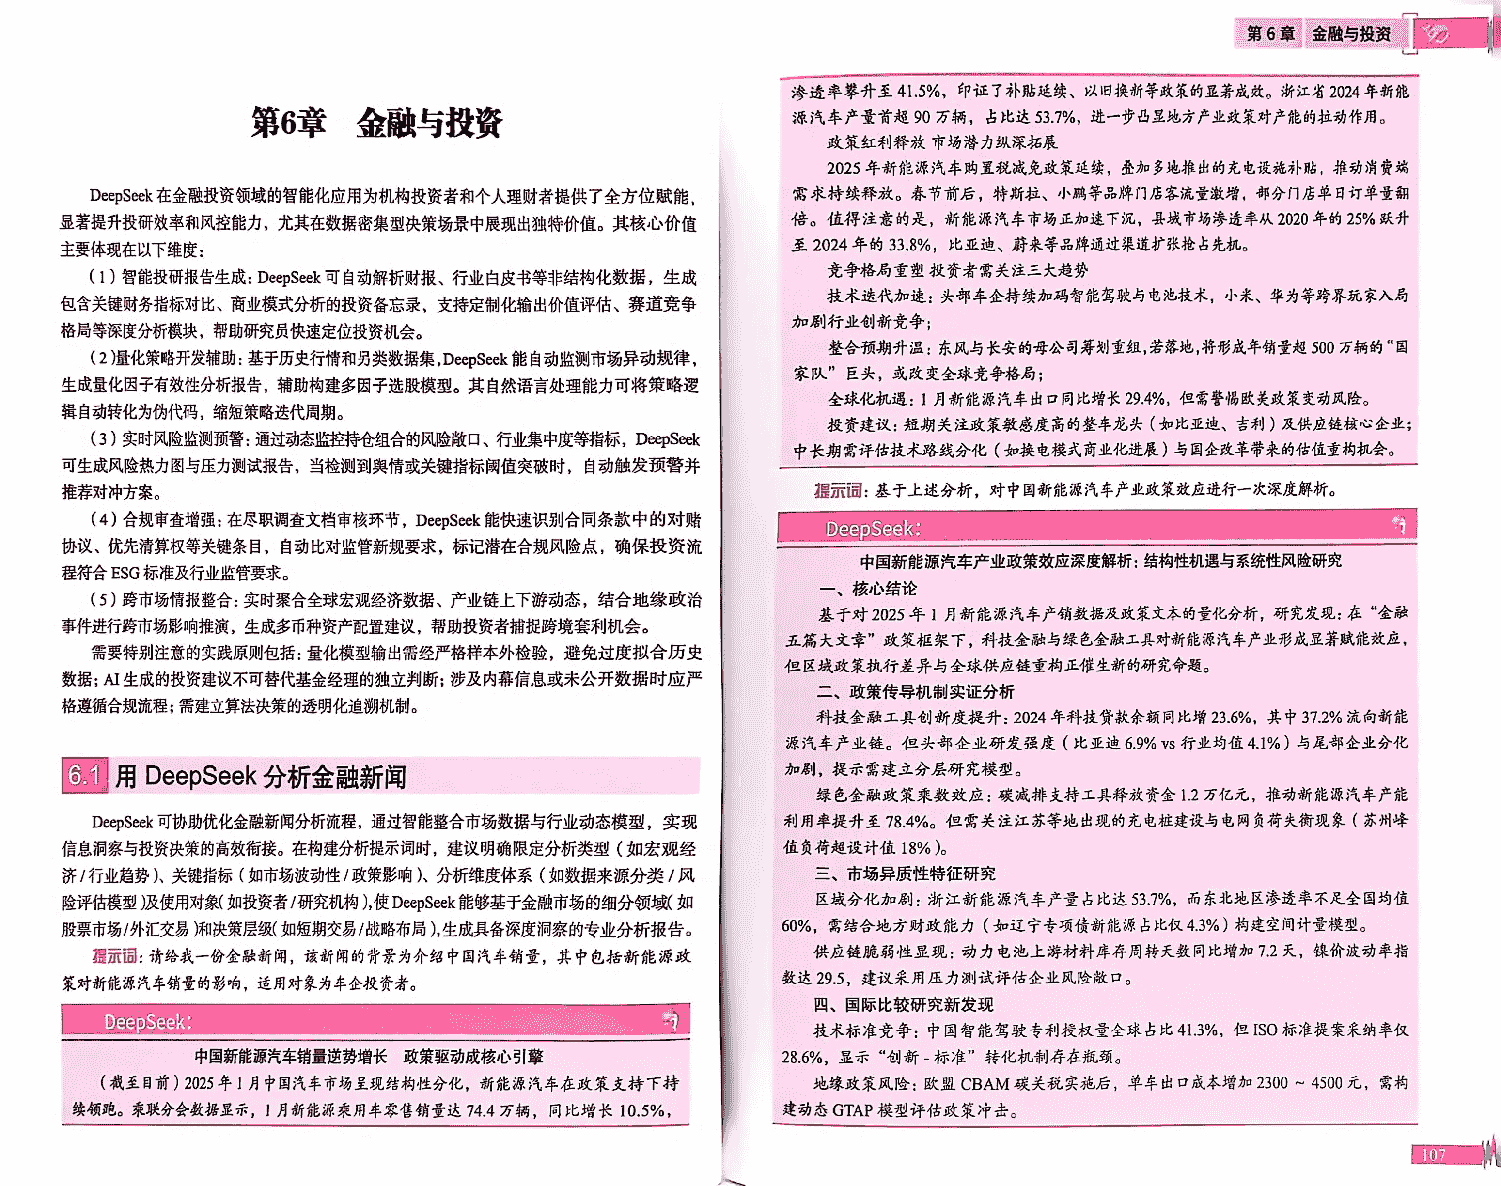 第6章 金融与投资
DeepSeek 在金融投资领域的智能化应用为机构投资者和个人理财者提供了全方位赋能，
显著提升投研效率和风控能力，尤其在数据密集型决策场景中展现出独特价值。其核心价值
主要体现在以下维度：
（1）智能投研报告生成：DeepSeek 可自动解析财报、行业白皮书等非结构化数据，生成
包含关键财务指标对比、商业模式分析的投资备忘录，支持定制化输出价值评估、赛道竞争
格局等深度分析模块，帮助研究员快速定位投资机会。
（2）量化策略开发辅助：基于历史行情和另类数据集，DeepSeek 能自动监测市场异动规律，
生成量化因子有效性分析报告，辅助构建多因子选股模型。其自然语言处理能力可将策略逻
辑自动转化为伪代码，缩短策略迭代周期。
（3）实时风险监测预警：通过动态监控持仓组合的风险敞口、行业集中度等指标，DeepSeek
可生成风险热力图与压力测试报告，当检测到舆情或关键指标阈值突破时，自动触发预警并
推荐对冲方案。
（4）合规审查增强：在尽职调查文档审核环节，DeepSeek 能快速识别合同条款中的对赌
协议、优先清算权等关键条目，自动比对监管新规要求，标记潜在合规风险点，确保投资流
程符合 ESG 标准及行业监管要求。
（5）跨市场情报整合：实时聚合全球宏观经济数据、产业链上下游动态，结合地缘政治
事件进行跨市场影响推演，生成多币种资产配置建议，帮助投资者捕捉跨境套利机会。
需要特别注意的实践原则包括：量化模型输出需经严格样本外检验，避免过度拟合历史
数据；AI 生成的投资建议不可替代基金经理的独立判断；涉及内幕信息或未公开数据时应严
格遵循合规流程；需建立算法决策的透明化追溯机制。
6.1 用 DeepSeek 分析金融新闻
DeepSeek 可协助优化金融新闻分析流程，通过智能整合市场数据与行业动态模型，实现
信息洞察与投资决策的高效衔接。在构建分析提示词时，建议明确限定分析类型（如宏观经
济 / 行业趋势）、关键指标（如市场波动性 / 政策影响）、分析维度体系（如数据来源分类 / 风
险评估模型）及使用对象（如投资者 / 研究机构），使 DeepSeek 能够基于金融市场的细分领域（如
股票市场 / 外汇交易）和决策层级（如短期交易 / 战略布局），生成具备深度洞察的专业分析报告。
提示词：请给我一份金融新闻，该新闻的背景为介绍中国汽车销量，其中包括新能源政
策对新能源汽车销量的影响，适用对象为车企投资者。
DeepSeek：
中国新能源汽车销量逆势增长 政策驱动成核心引擎
（截至目前）2025 年 1 月中国汽车市场呈现结构性分化，新能源汽车在政策支持下持
续领跑。乘联分会数据显示，1 月新能源乘用车零售销量达 74.4 万辆，同比增长 10.5%，
第 6 章 金融与投资
渗透率攀升至 41.5%，印证了补贴延续、以旧换新等政策的显著成效。浙江省 2024 年新能
源汽车产量首超 90 万辆，占比达 53.7%，进一步凸显地方产业政策对产能的拉动作用。
政策红利释放 市场潜力纵深拓展
2025 年新能源汽车购置税减免政策延续，叠加多地推出的充电设施补贴，推动消费端
需求持续释放。春节前后，特斯拉、小鹏等品牌门店客流量激增，部分门店单日订单量翻
倍。值得注意的是，新能源汽车市场正加速下沉，县域市场渗透率从 2020 年的 25% 跃升
至 2024 年的 33.8%，比亚迪、蔚来等品牌通过渠道扩张抢占先机。
竞争格局重塑 投资者需关注三大趋势
技术迭代加速：头部车企持续加码智能驾驶与电池技术，小米、华为等跨界玩家入局
加剧行业创新竞争；
整合预期升温：东风与长安的母公司筹划重组，若落地，将形成年销量超 500 万辆的“国
家队”巨头，或改变全球竞争格局；
全球化机遇：1 月新能源汽车出口同比增长 29.4%，但需警惕欧美政策变动风险。
投资建议：短期关注政策敏感度高的整车龙头（如比亚迪、吉利）及供应链核心企业；
中长期需评估技术路线分化（如换电模式商业化进展）与国企改革带来的估值重构机会。
提示词：基于上述分析，对中国新能源汽车产业政策效应进行一次深度解析。
DeepSeek：
中国新能源汽车产业政策效应深度解析：结构性机遇与系统性风险研究
一、核心结论
基于对 2025 年 1 月新能源汽车产销数据及政策文本的量化分析，研究发现：在“金融
五篇大文章”政策框架下，科技金融与绿色金融工具对新能源汽车产业形成显著赋能效应，
但区域政策执行差异与全球供应链重构正催生新的研究命题。
二、政策传导机制实证分析
科技金融工具创新度提升：2024 年科技贷款余额同比增 23.6%，其中 37.2% 流向新能
源汽车产业链。但头部企业研发强度（比亚迪 6.9% vs 行业均值 4.1%）与尾部企业分化
加剧，提示需建立分层研究模型。
绿色金融政策乘数效应：碳减排支持工具释放资金 1.2 万亿元，推动新能源汽车产能
利用率提升至 78.4%。但需关注江苏等地出现的充电桩建设与电网负荷失衡现象（苏州峰
值负荷超设计值 18%）。
三、市场异质性特征研究
区域分化加剧：浙江新能源汽车产量占比达 53.7%，而东北地区渗透率不足全国均值
60%，需结合地方财政能力（如辽宁专项债新能源占比仅 4.3%）构建空间计量模型。
供应链脆弱性显现：动力电池上游材料库存周转天数同比增加 7.2 天，镍价波动率指
数达 29.5，建议采用压力测试评估企业风险敞口。
四、国际比较研究新发现
技术标准竞争：中国智能驾驶专利授权量全球占比 41.3%，但 ISO 标准提案采纳率仅
28.6%，显示“创新 - 标准”转化机制存在瓶颈。
地缘政策风险：欧盟 CBAM 碳关税实施后，单车出口成本增加 2300 ~ 4500 元，需构
建动态 GTAP 模型评估政策冲击。
107